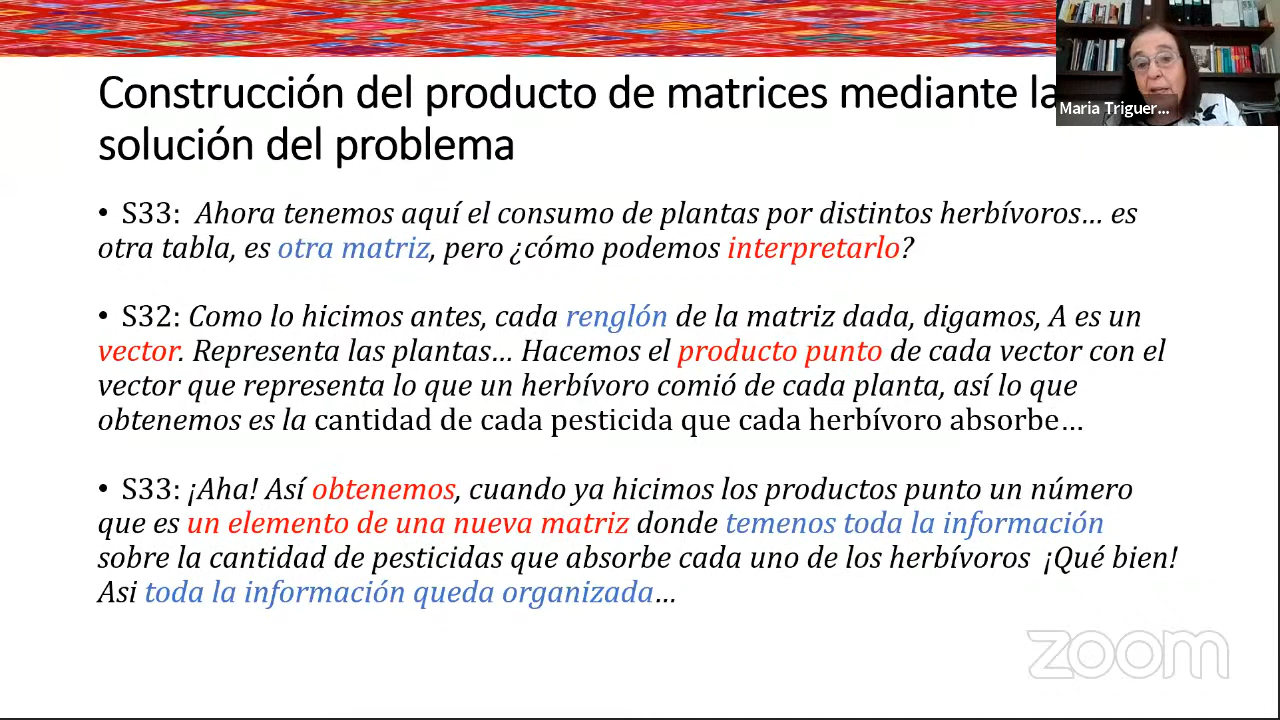 Construcción del producto de matrices mediante la
solución del problema
Maria Triguer...
• S33: Ahora tenemos aquí el consumo de plantas por distintos herbívoros… es
otra tabla, es otra matriz, pero ¿cómo podemos interpretarlo?
• S32: Como lo hicimos antes, cada renglón de la matriz dada, digamos, A es un
vector. Representa las plantas… Hacemos el producto punto de cada vector con el
vector que representa lo que un herbívoro comió de cada planta, así lo que
obtenemos es la cantidad de cada pesticida que cada herbívoro absorbe…
• S33: ¡Aha! Así obtenemos, cuando ya hicimos los productos punto un número
que es un elemento de una nueva matriz donde temenos toda la información
sobre la cantidad de pesticidas que absorbe cada uno de los herbívoros ¡Qué bien!
Asi toda la información queda organizada…
zoom